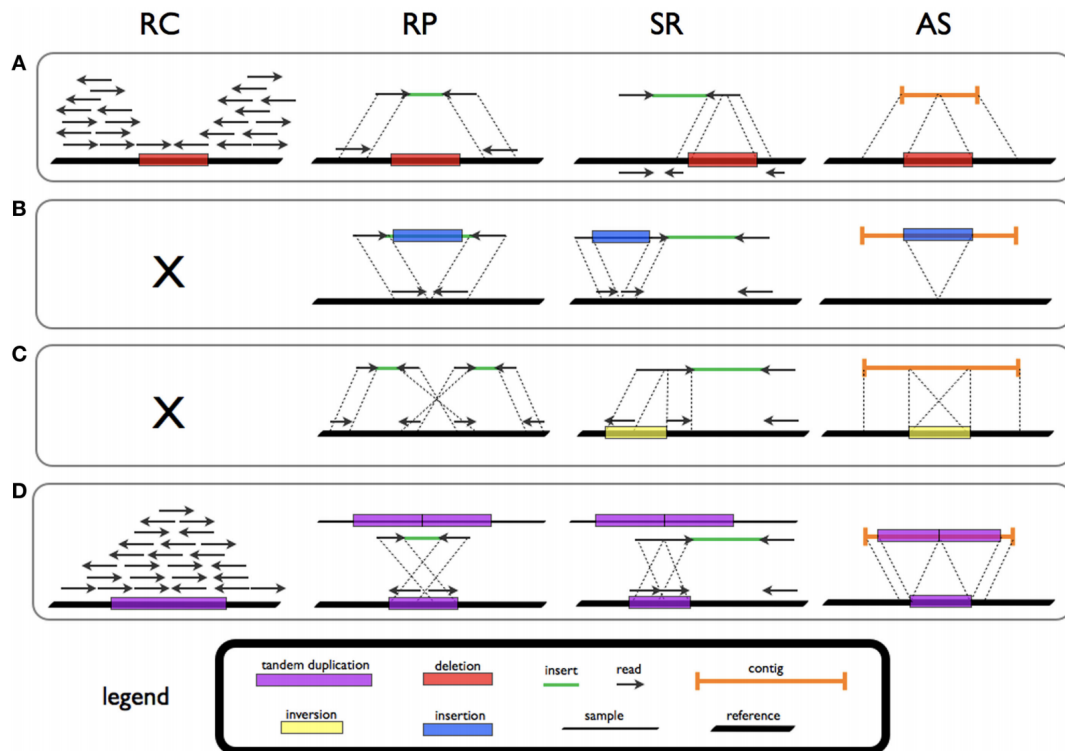 RC RP SR AS
A
B
X
C
X
D
legend
tandem duplication deletion insert read contig
inversion insertion sample reference